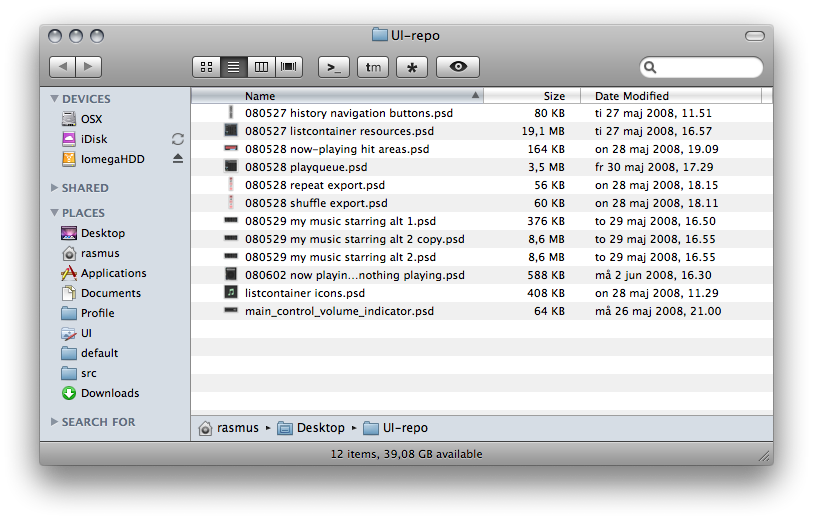 UI-repo
>_ tm *
Name Size Date Modified
DEVICES
OSX
iDisk
IomegaHDD
SHARED
PLACES
Desktop
rasmus
Applications
Documents
Profile
UI
default
src
Downloads
SEARCH FOR
080527 history navigation buttons.psd 80 KB ti 27 maj 2008, 11.51
080527 listcontainer resources.psd 19,1 MB ti 27 maj 2008, 16.57
080528 now-playing hit areas.psd 164 KB on 28 maj 2008, 19.09
080528 playqueue.psd 3,5 MB fr 30 maj 2008, 17.29
080528 repeat export.psd 56 KB on 28 maj 2008, 18.15
080528 shuffle export.psd 60 KB on 28 maj 2008, 18.11
080529 my music starring alt 1.psd 376 KB to 29 maj 2008, 16.50
080529 my music starring alt 2 copy.psd 8,6 MB to 29 maj 2008, 16.55
080529 my music starring alt 2.psd 8,6 MB to 29 maj 2008, 16.55
080602 now playin...nothing playing.psd 588 KB må 2 jun 2008, 16.30
listcontainer icons.psd 408 KB on 28 maj 2008, 11.29
main_control_volume_indicator.psd 64 KB må 26 maj 2008, 21.00
rasmus ▸ Desktop ▸ UI-repo
12 items, 39,08 GB available